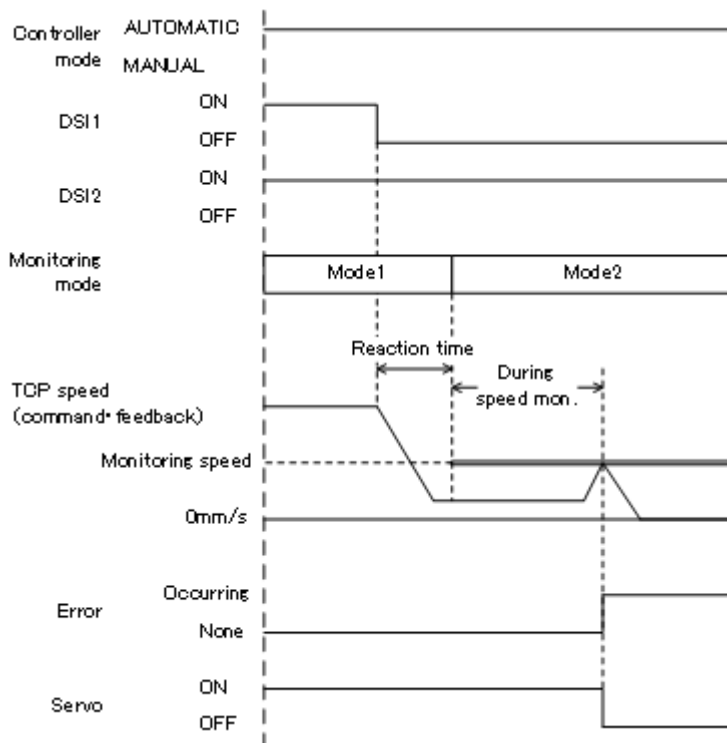 Controller mode
AUTOMATIC
MANUAL
DSI1
ON
OFF
DSI2
ON
OFF
Monitoring mode
Mode1
Mode2
Reaction time
During speed mon.
TCP speed
(command・feedback)
Monitoring speed
0mm/s
Error
Occurring
None
Servo
ON
OFF